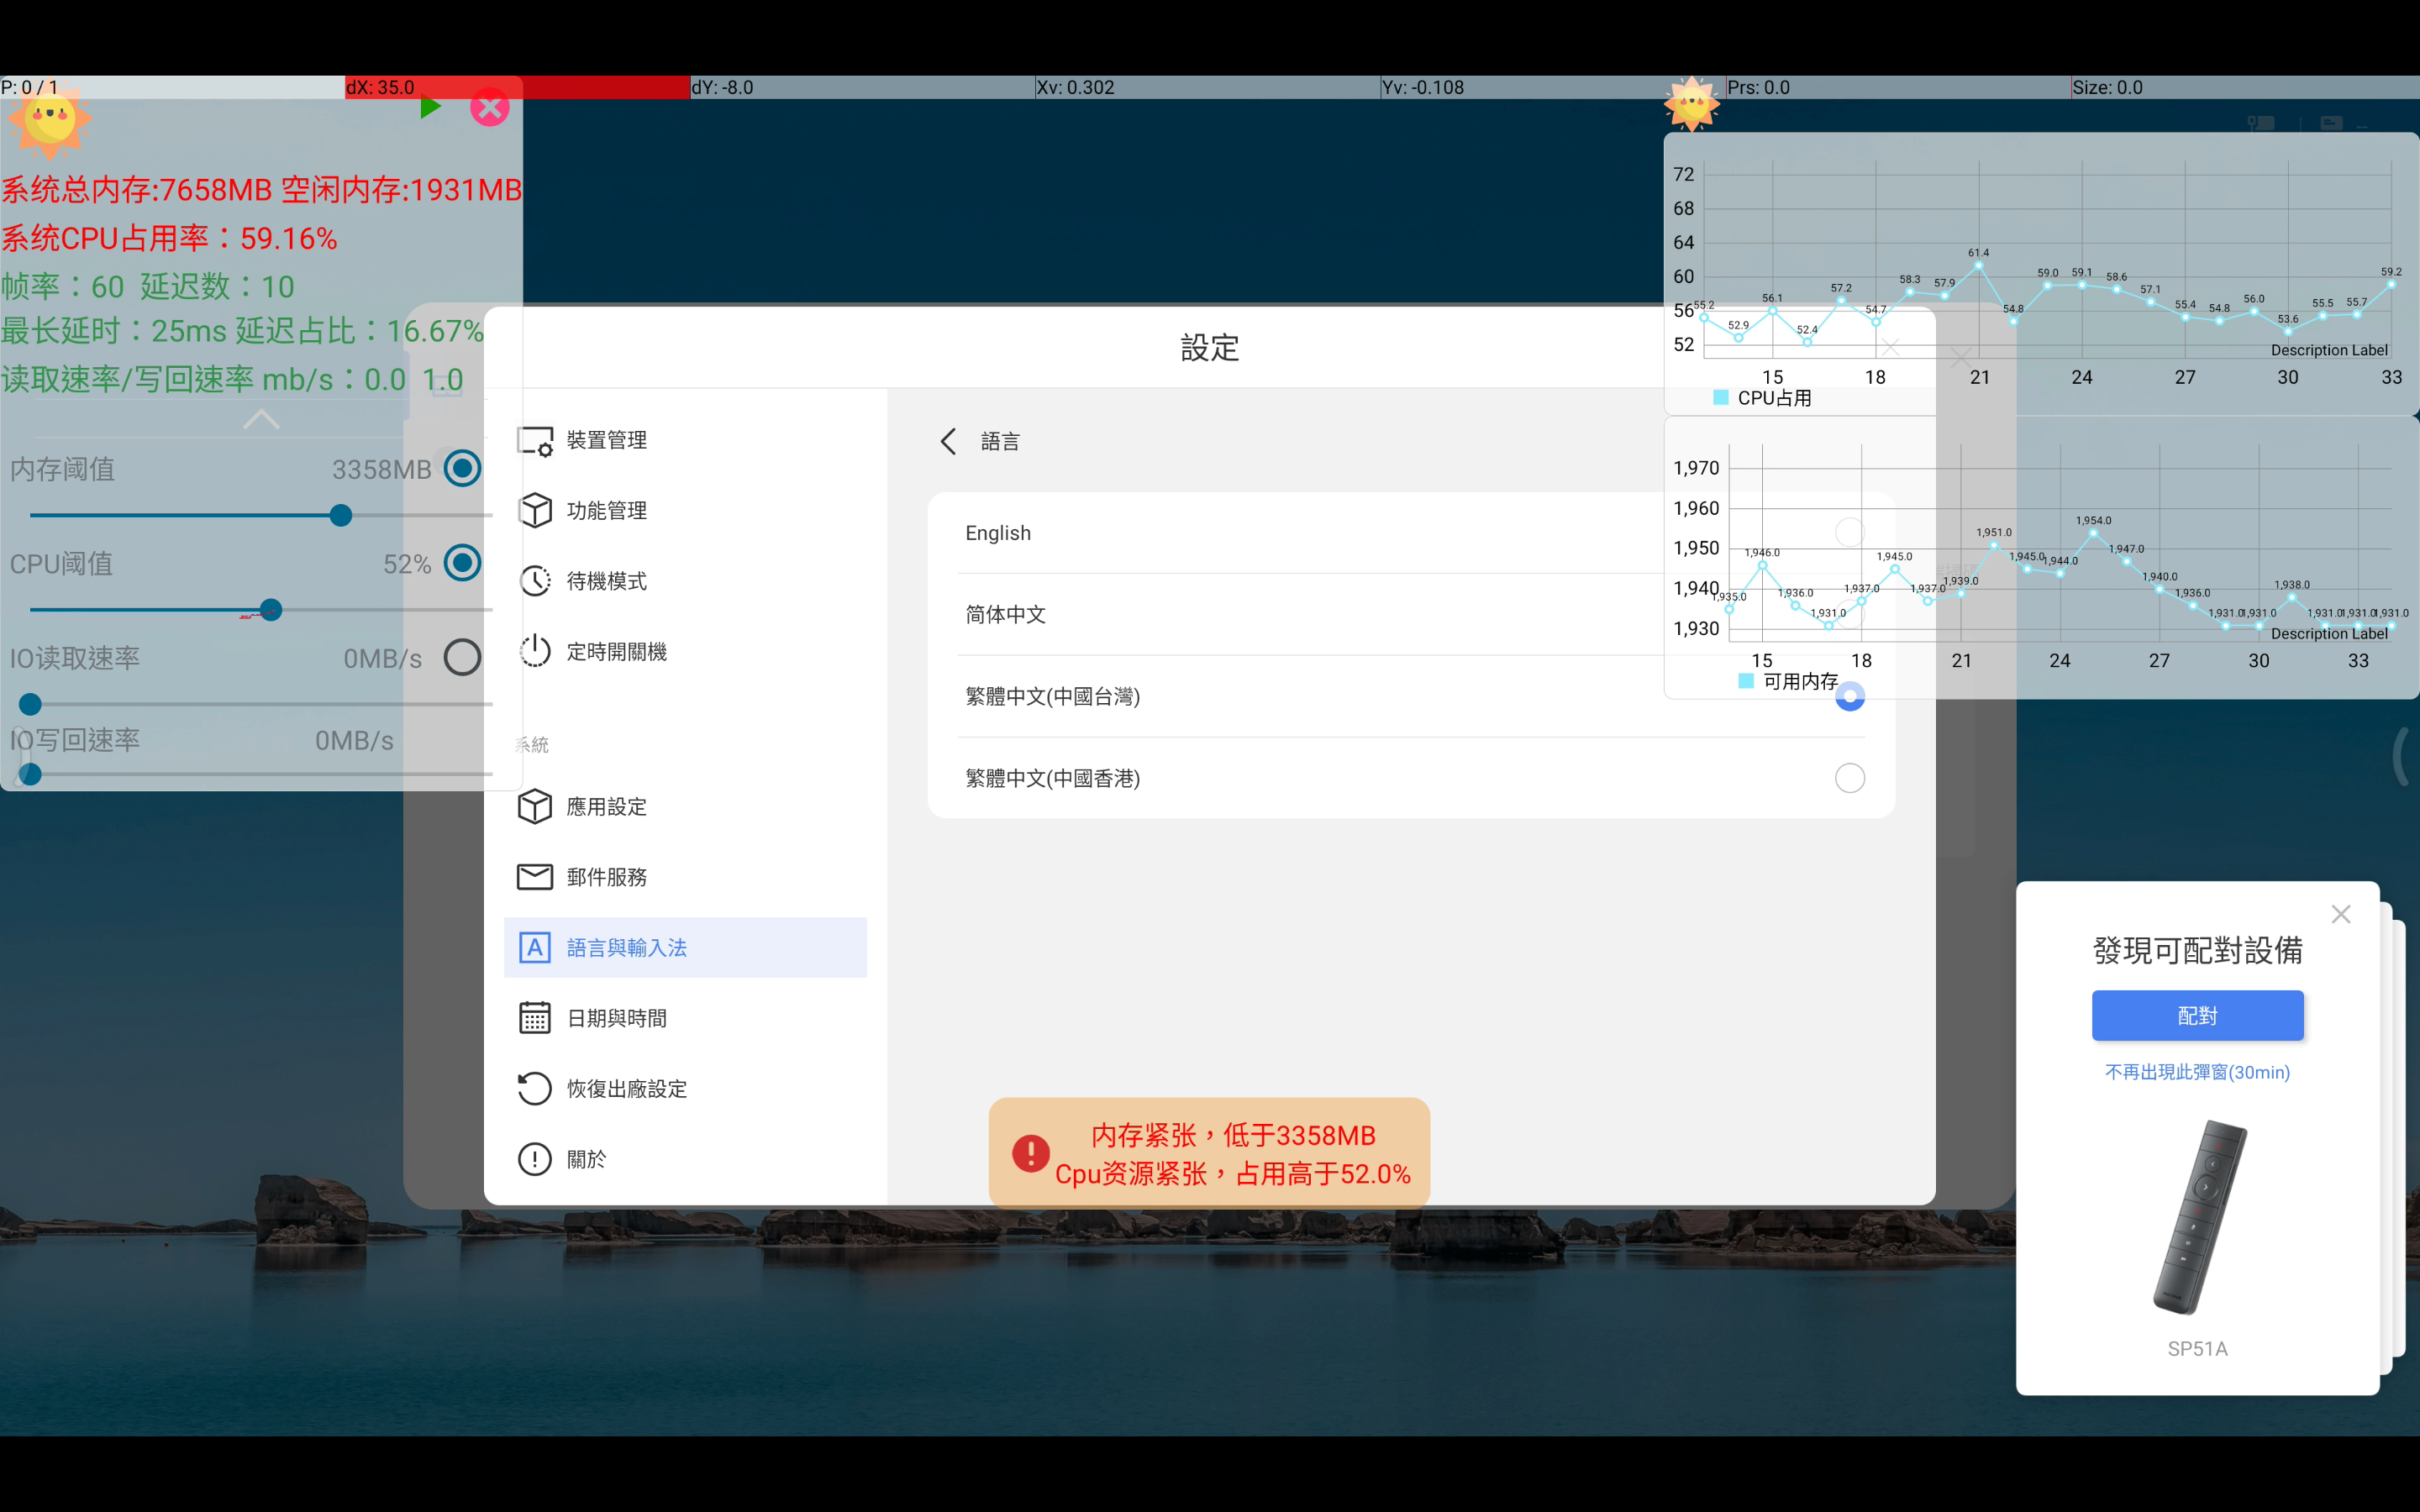 P: 0 / 1
dX: 35.0
dY: -8.0
Xv: 0.302
Yv: -0.108
Prs: 0.0
Size: 0.0
系统总内存:7658MB 空闲内存:1931MB
系统CPU占用率：59.16%
帧率：60 延迟数：10
最长延时：25ms 延迟占比：16.67%
读取速率/写回速率 mb/s：0.0 1.0
内存阈值 3358MB
CPU阈值 52%
IO读取速率 0MB/s
IO写回速率 0MB/s
設定
裝置管理
功能管理
待機模式
定時開關機
系統
應用設定
郵件服務
語言與輸入法
日期與時間
恢復出廠設定
關於
語言
English
简体中文
繁體中文(中國台灣)
繁體中文(中國香港)
内存紧张，低于3358MB
Cpu资源紧张，占用高于52.0%
72
68
64
60
56
52
55.2
52.9
56.1
52.4
57.2
54.7
58.3
57.9
61.4
54.8
59.0
59.1
58.6
57.1
55.4
54.8
56.0
53.6
55.5
55.7
59.2
Description Label
15 18 21 24 27 30 33
CPU占用
1,970
1,960
1,950
1,940
1,930
1,935.0
1,946.0
1,936.0
1,931.0
1,937.0
1,945.0
1,937.0
1,939.0
1,951.0
1,945.0
1,944.0
1,954.0
1,947.0
1,940.0
1,936.0
1,931.0
1,931.0
1,938.0
1,931.0
1,931.0
1,931.0
Description Label
15 18 21 24 27 30 33
可用内存
發現可配對設備
配對
不再出現此彈窗(30min)
SP51A